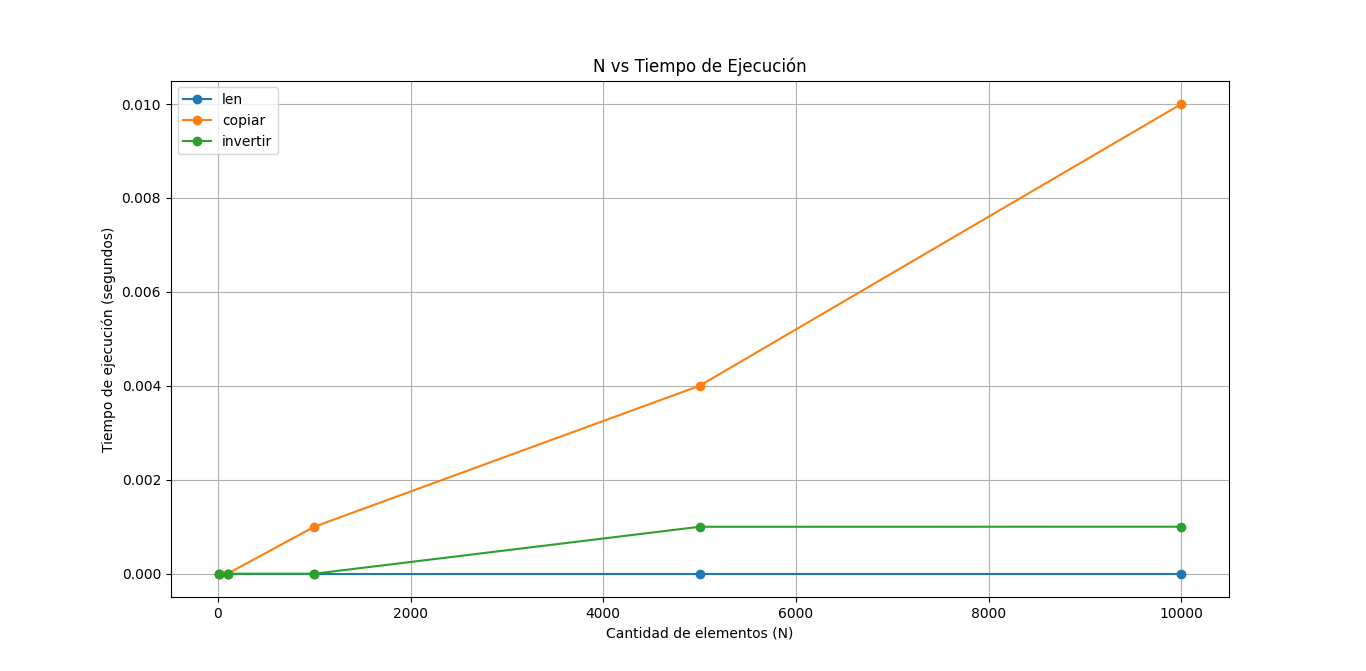 N vs Tiempo de Ejecución
len
copiar
invertir
Tiempo de ejecución (segundos)
0.010
0.008
0.006
0.004
0.002
0.000
0 2000 4000 6000 8000 10000
Cantidad de elementos (N)